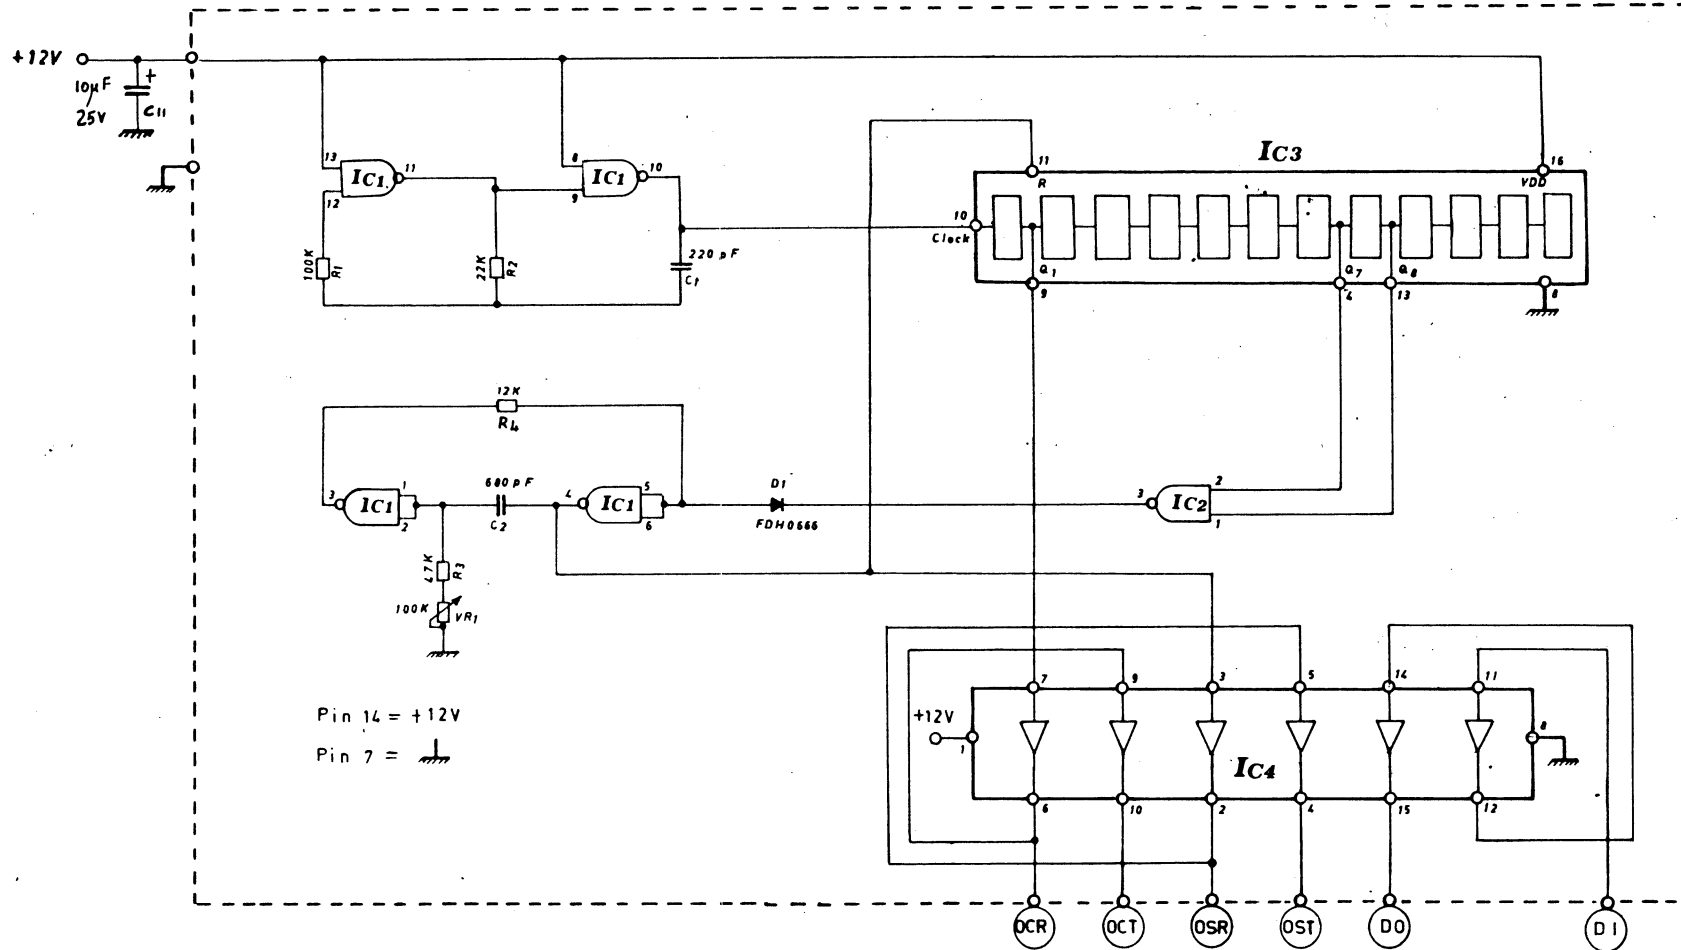 +12V
10µF
25V
+
C11
13
12
IC1
11
8
9
IC1
10
100K
R1
22K
R2
220pF
C1
IC3
11
R
16
VDD
10
Clock
Q1
9
Q7
4
Q8
13
8
12K
R4
3
IC1
1
2
680pF
C2
4
IC1
5
6
D1
FDH0666
3
IC2
2
1
47K
R3
100K
VR1
Pin 14 = +12V
Pin 7 =
+12V
1
7
9
3
5
14
11
8
IC4
6
10
2
4
15
12
OCR
OCT
OSR
OST
DO
DI